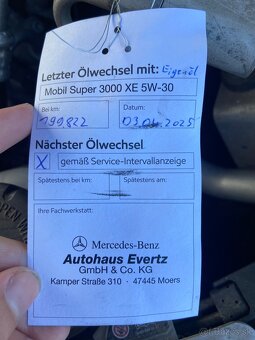 Letzter Ölwechsel mit: Eigenöl
Mobil Super 3000 XE 5W-30
Bei km: Datum:
199822 03.04.2025
Nächster Ölwechsel
X gemäß Service-Intervallanzeige
Spätestens bei km: Spätestens am:
Ihre Fachwerkstatt:
Mercedes-Benz
Autohaus Evertz
GmbH & Co. KG
Kamper Straße 310 · 47445 Moers